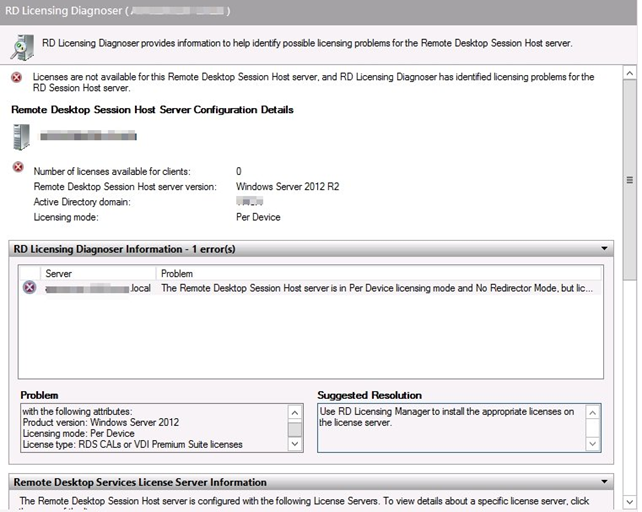 RD Licensing Diagnoser ( )
RD Licensing Diagnoser provides information to help identify possible licensing problems for the Remote Desktop Session Host server.
Licenses are not available for this Remote Desktop Session Host server, and RD Licensing Diagnoser has identified licensing problems for the
RD Session Host server.
Remote Desktop Session Host Server Configuration Details
Number of licenses available for clients: 0
Remote Desktop Session Host server version: Windows Server 2012 R2
Active Directory domain:
Licensing mode: Per Device
RD Licensing Diagnoser Information - 1 error(s)
Server Problem
.local The Remote Desktop Session Host server is in Per Device licensing mode and No Redirector Mode, but lic...
Problem Suggested Resolution
with the following attributes:
Product version: Windows Server 2012
Licensing mode: Per Device
License type: RDS CALs or VDI Premium Suite licenses
Use RD Licensing Manager to install the appropriate licenses on
the license server.
Remote Desktop Services License Server Information
The Remote Desktop Session Host server is configured with the following License Servers. To view details about a specific license server, click